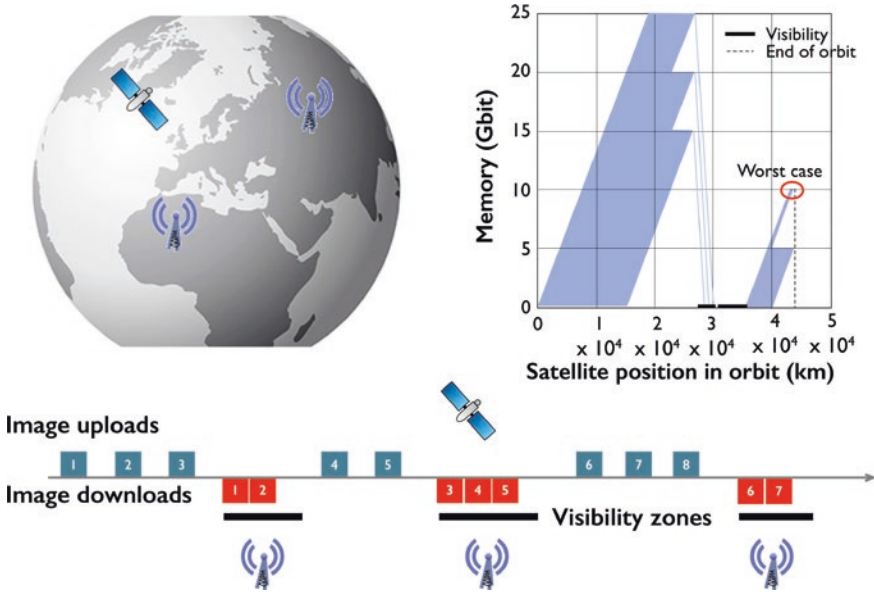 25
20
15
10
5
0
Memory (Gbit)
Visibility
End of orbit
Worst case
0 1 2 3 4 5
x 10⁴ x 10⁴ x 10⁴ x 10⁴ x 10⁴
Satellite position in orbit (km)
Image uploads
1 2 3 4 5 6 7 8
Image downloads
1 2 3 4 5 6 7
Visibility zones